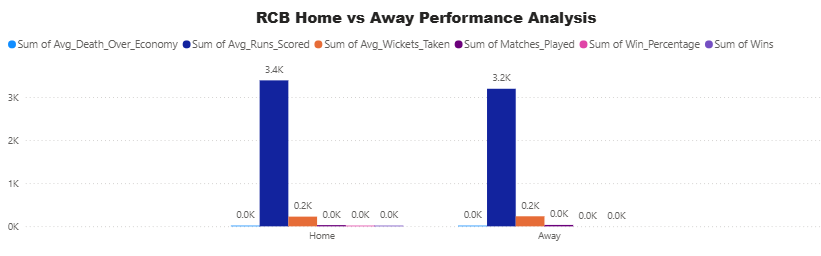 RCB Home vs Away Performance Analysis
Sum of Avg_Death_Over_Economy Sum of Avg_Runs_Scored Sum of Avg_Wickets_Taken Sum of Matches_Played Sum of Win_Percentage Sum of Wins
3.4K
3.2K
3K
2K
1K
0.0K 0.2K 0.0K 0.0K 0.0K 0.0K 0.2K 0.0K 0.0K 0.0K
0K
Home Away